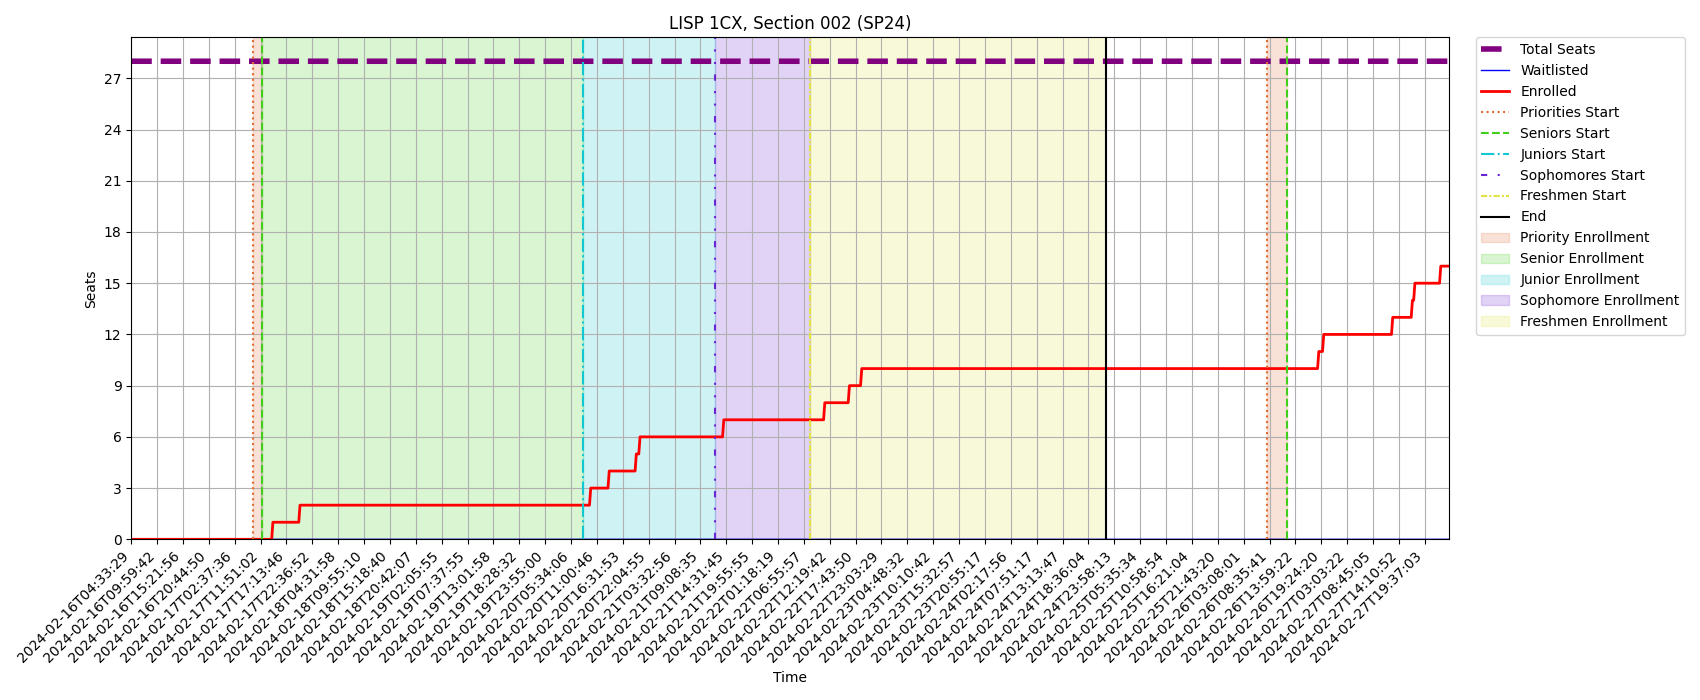 LISP 1CX, Section 002 (SP24)
Total Seats
Waitlisted
Enrolled
Priorities Start
Seniors Start
Juniors Start
Sophomores Start
Freshmen Start
End
Priority Enrollment
Senior Enrollment
Junior Enrollment
Sophomore Enrollment
Freshmen Enrollment
Seats
27
24
21
18
15
12
9
6
3
0
2024-02-16T04:33:29
2024-02-16T09:59:42
2024-02-16T15:21:56
2024-02-16T20:44:50
2024-02-17T02:37:36
2024-02-17T11:51:02
2024-02-17T17:13:46
2024-02-17T22:36:52
2024-02-18T04:31:58
2024-02-18T09:55:10
2024-02-18T15:18:40
2024-02-18T20:42:07
2024-02-19T02:05:55
2024-02-19T07:37:55
2024-02-19T13:01:58
2024-02-19T18:28:32
2024-02-19T23:55:00
2024-02-20T05:34:06
2024-02-20T11:00:46
2024-02-20T16:31:53
2024-02-20T22:04:55
2024-02-21T03:32:56
2024-02-21T09:08:35
2024-02-21T14:31:45
2024-02-21T19:55:55
2024-02-22T01:18:19
2024-02-22T06:55:57
2024-02-22T12:19:42
2024-02-22T17:43:50
2024-02-22T23:03:29
2024-02-23T04:48:32
2024-02-23T10:10:42
2024-02-23T15:32:57
2024-02-23T20:55:17
2024-02-24T02:17:56
2024-02-24T07:51:17
2024-02-24T13:13:47
2024-02-24T18:36:04
2024-02-24T23:58:13
2024-02-25T05:35:34
2024-02-25T10:58:54
2024-02-25T16:21:04
2024-02-25T21:43:20
2024-02-26T03:08:01
2024-02-26T08:35:41
2024-02-26T13:59:22
2024-02-26T19:24:20
2024-02-27T03:03:22
2024-02-27T08:45:05
2024-02-27T14:10:52
2024-02-27T19:37:03
Time